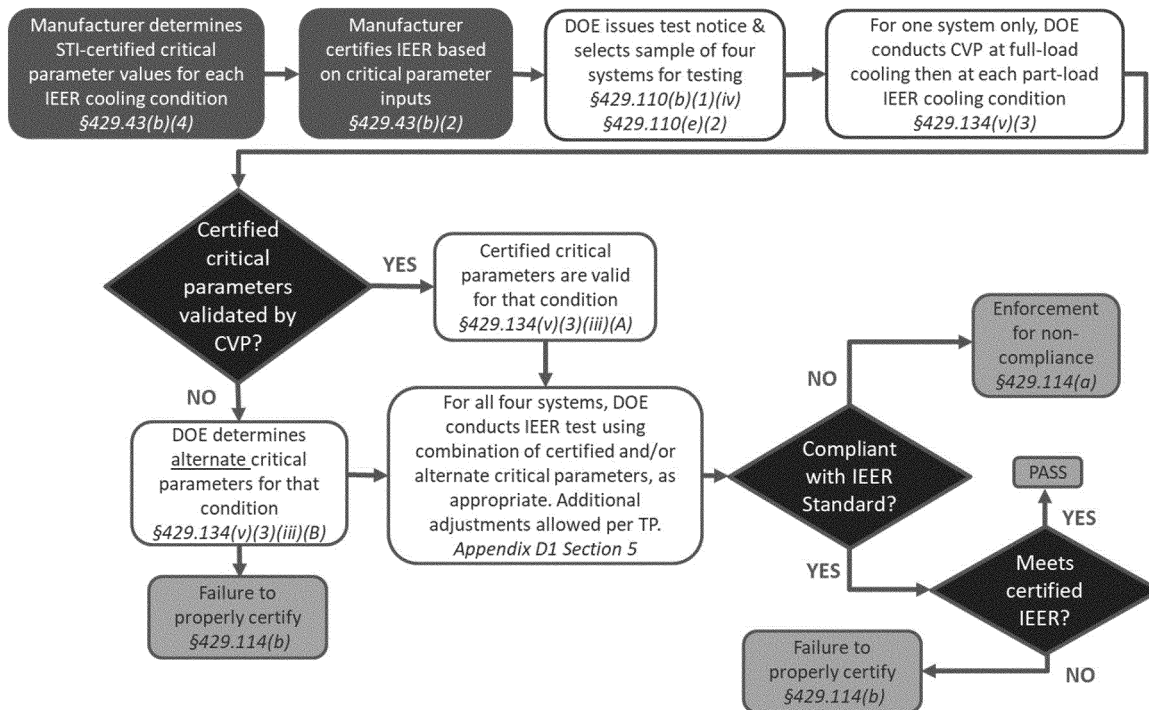 Manufacturer determines
STI-certified critical
parameter values for each
IEER cooling condition
§429.43(b)(4)
Manufacturer
certifies IEER based
on critical parameter
inputs
§429.43(b)(2)
DOE issues test notice &
selects sample of four
systems for testing
§429.110(b)(1)(iv)
§429.110(e)(2)
For one system only, DOE
conducts CVP at full-load
cooling then at each part-load
IEER cooling condition
§429.134(v)(3)
Certified
critical
parameters
validated by
CVP?
YES
Certified critical
parameters are valid
for that condition
§429.134(v)(3)(iii)(A)
NO
DOE determines
alternate critical
parameters for that
condition
§429.134(v)(3)(iii)(B)
Failure to
properly certify
§429.114(b)
For all four systems, DOE
conducts IEER test using
combination of certified and/or
alternate critical parameters, as
appropriate. Additional
adjustments allowed per TP.
Appendix D1 Section 5
Compliant
with IEER
Standard?
NO
Enforcement
for non-
compliance
§429.114(a)
YES
Meets
certified
IEER?
YES
PASS
NO
Failure to
properly certify
§429.114(b)